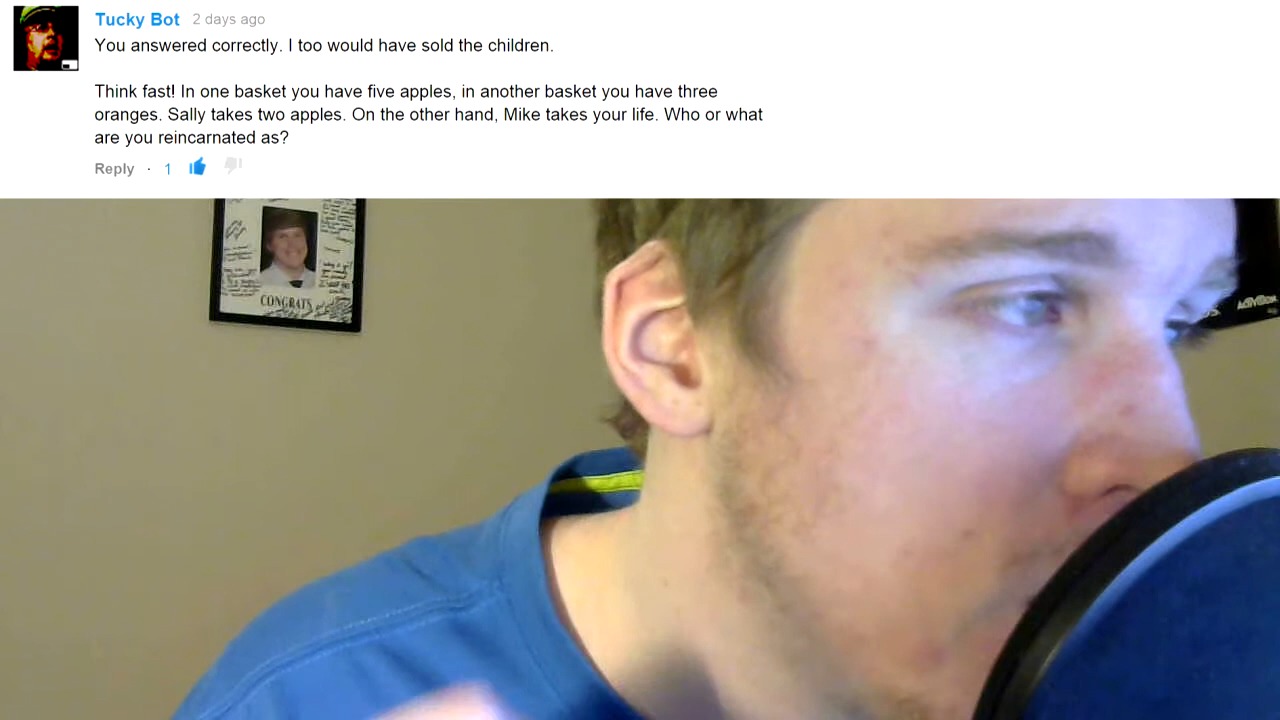 Tucky Bot 2 days ago
You answered correctly. I too would have sold the children.
Think fast! In one basket you have five apples, in another basket you have three
oranges. Sally takes two apples. On the other hand, Mike takes your life. Who or what
are you reincarnated as?
Reply · 1
CONGRATS